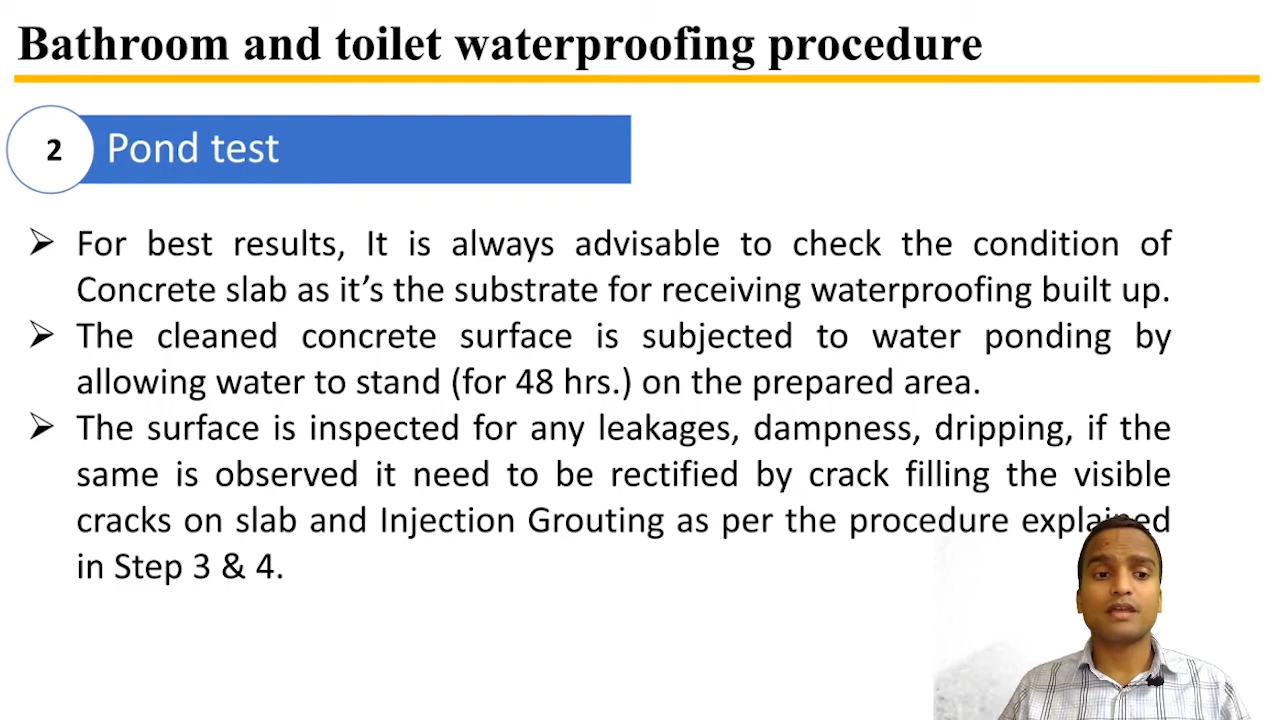 Bathroom and toilet waterproofing procedure
2 Pond test
➢ For best results, It is always advisable to check the condition of
Concrete slab as it’s the substrate for receiving waterproofing built up.
➢ The cleaned concrete surface is subjected to water ponding by
allowing water to stand (for 48 hrs.) on the prepared area.
➢ The surface is inspected for any leakages, dampness, dripping, if the
same is observed it need to be rectified by crack filling the visible
cracks on slab and Injection Grouting as per the procedure explained
in Step 3 & 4.